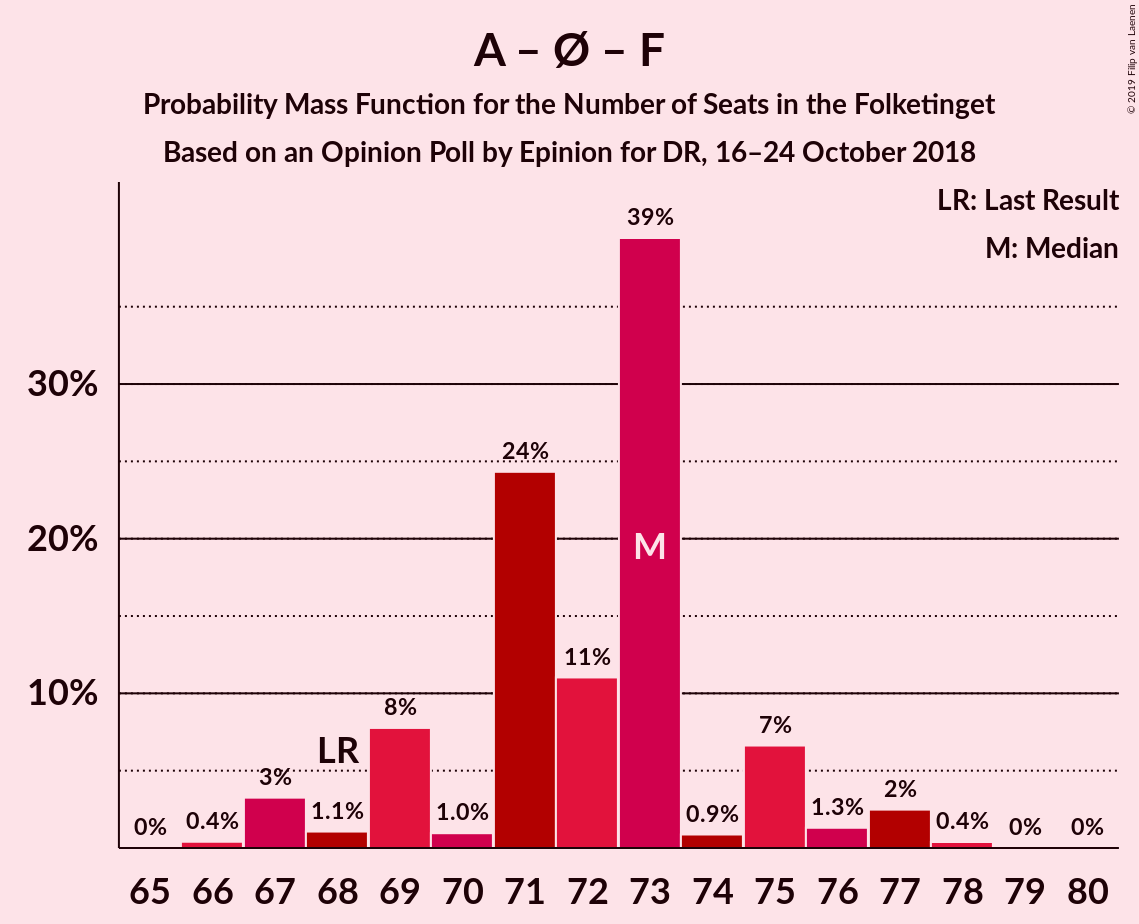 A – Ø – F
Probability Mass Function for the Number of Seats in the Folketinget
Based on an Opinion Poll by Epinion for DR, 16–24 October 2018
© 2019 Filip van Laenen
LR: Last Result
M: Median
30%
20%
10%
0%
0.4%
3%
1.1%
LR
8%
1.0%
24%
11%
39%
M
0.9%
7%
1.3%
2%
0.4%
0%
0%
65 66 67 68 69 70 71 72 73 74 75 76 77 78 79 80